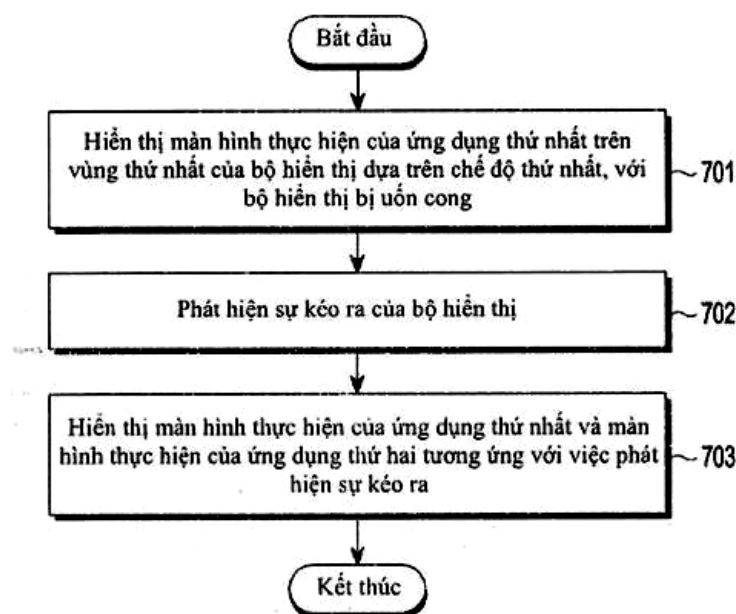 Bắt đầu
Hiển thị màn hình thực hiện của ứng dụng thứ nhất trên
vùng thứ nhất của bộ hiển thị dựa trên chế độ thứ nhất, với
bộ hiển thị bị uốn cong
701
Phát hiện sự kéo ra của bộ hiển thị
702
Hiển thị màn hình thực hiện của ứng dụng thứ nhất và màn
hình thực hiện của ứng dụng thứ hai tương ứng với việc phát
hiện sự kéo ra
703
Kết thúc